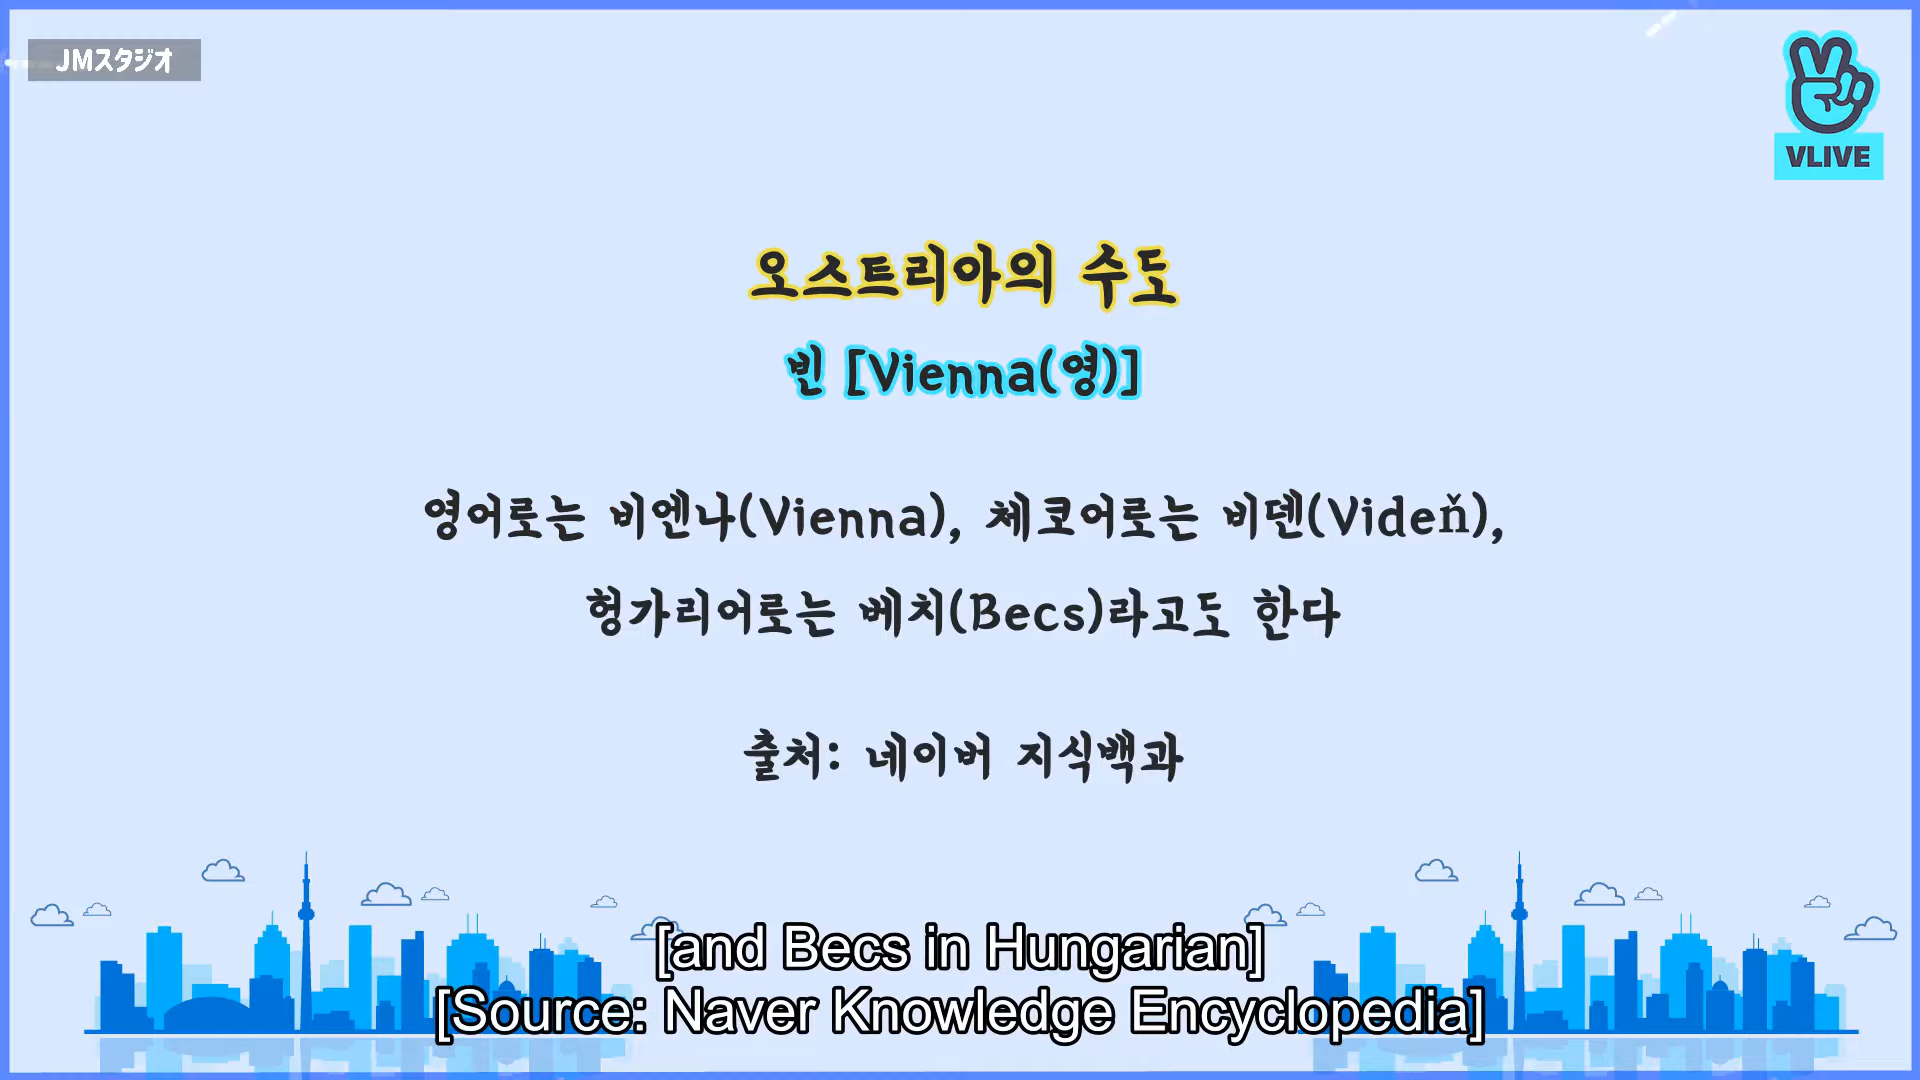 JMスタジオ
VLIVE
오스트리아의 수도
빈 [Vienna(영)]
영어로는 비엔나(Vienna), 체코어로는 비덴(Videň),
헝가리어로는 베치(Becs)라고도 한다
출처: 네이버 지식백과
[and Becs in Hungarian]
[Source: Naver Knowledge Encyclopedia]